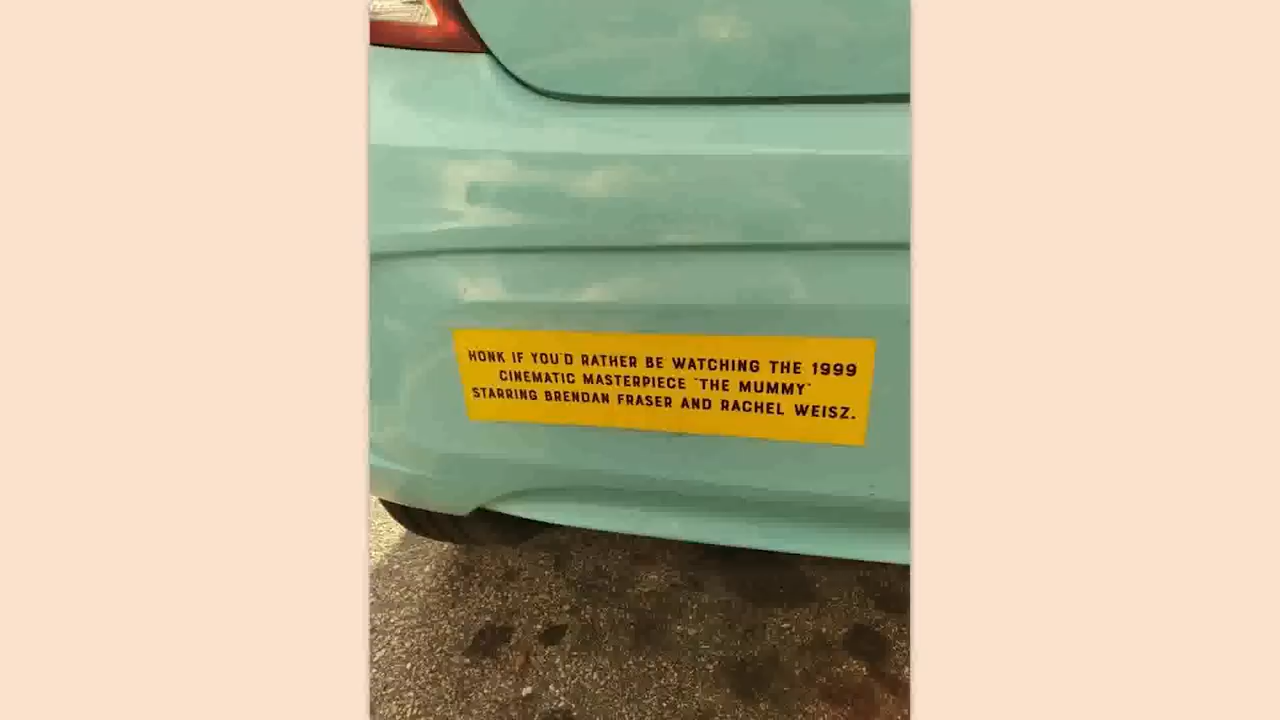 HONK IF YOU'D RATHER BE WATCHING THE 1999
CINEMATIC MASTERPIECE "THE MUMMY"
STARRING BRENDAN FRASER AND RACHEL WEISZ.